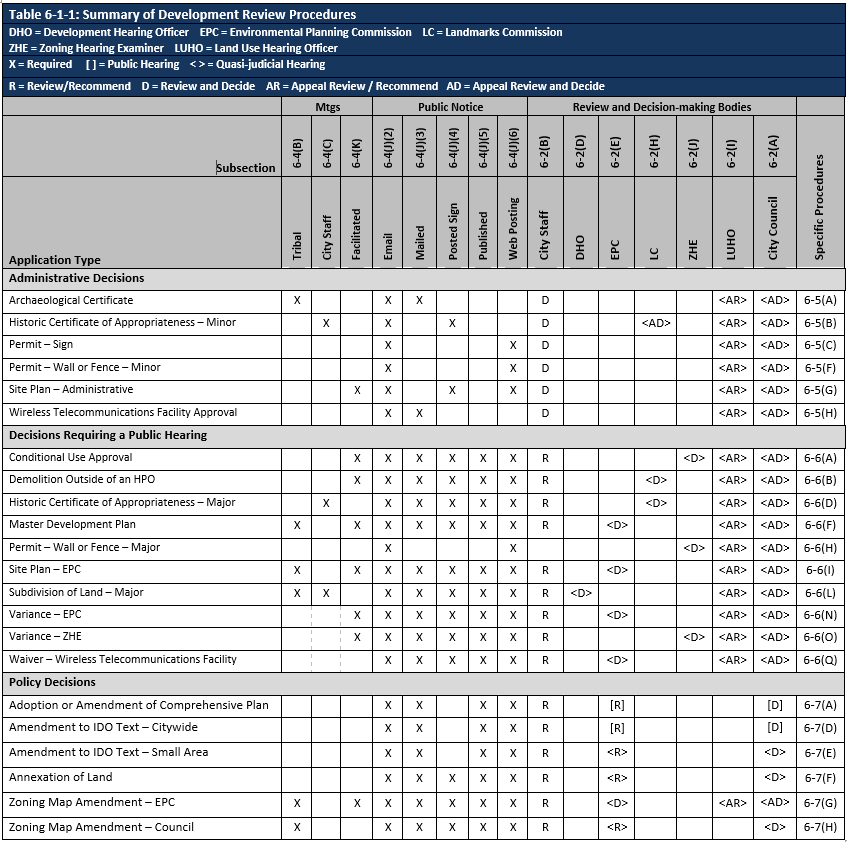 Table 6-1-1: Summary of Development Review Procedures
DHO = Development Hearing Officer EPC = Environmental Planning Commission LC = Landmarks Commission
ZHE = Zoning Hearing Examiner LUHO = Land Use Hearing Officer
X = Required [ ] = Public Hearing < > = Quasi-judicial Hearing
R = Review/Recommend D = Review and Decide AR = Appeal Review / Recommend AD = Appeal Review and Decide
Mtgs Public Notice Review and Decision-making Bodies
Subsection 6-4(B) 6-4(C) 6-4(K) 6-4(J)(2) 6-4(J)(3) 6-4(J)(4) 6-4(J)(5) 6-4(J)(6) 6-2(B) 6-2(D) 6-2(E) 6-2(H) 6-2(J) 6-2(I) 6-2(A) Specific Procedures
Application Type Tribal City Staff Facilitated Email Mailed Posted Sign Published Web Posting City Staff DHO EPC LC ZHE LUHO City Council
Administrative Decisions
Archaeological Certificate X X X D <AR> <AD> 6-5(A)
Historic Certificate of Appropriateness – Minor X X X D <AD> <AR> <AD> 6-5(B)
Permit – Sign X X D <AR> <AD> 6-5(C)
Permit – Wall or Fence – Minor X X D <AR> <AD> 6-5(F)
Site Plan – Administrative X X X X D <AR> <AD> 6-5(G)
Wireless Telecommunications Facility Approval X X D <AR> <AD> 6-5(H)
Decisions Requiring a Public Hearing
Conditional Use Approval X X X X X X R <D> <AR> <AD> 6-6(A)
Demolition Outside of an HPO X X X X X X R <D> <AR> <AD> 6-6(B)
Historic Certificate of Appropriateness – Major X X X X X X R <D> <AR> <AD> 6-6(D)
Master Development Plan X X X X X X X R <D> <AR> <AD> 6-6(F)
Permit – Wall or Fence – Major X X <D> <AR> <AD> 6-6(H)
Site Plan – EPC X X X X X X X R <D> <AR> <AD> 6-6(I)
Subdivision of Land – Major X X X X X X X R <D> <AR> <AD> 6-6(L)
Variance – EPC X X X X X X R <D> <AR> <AD> 6-6(N)
Variance – ZHE X X X X X X R <D> <AR> <AD> 6-6(O)
Waiver – Wireless Telecommunications Facility X X X X X R <D> <AR> <AD> 6-6(Q)
Policy Decisions
Adoption or Amendment of Comprehensive Plan X X X X R [R] [D] 6-7(A)
Amendment to IDO Text – Citywide X X X X R [R] [D] 6-7(D)
Amendment to IDO Text – Small Area X X X X R <R> <D> 6-7(E)
Annexation of Land X X X X X R <R> <D> 6-7(F)
Zoning Map Amendment – EPC X X X X X X X R <D> <AR> <AD> 6-7(G)
Zoning Map Amendment – Council X X X X X X R <R> <D> 6-7(H)